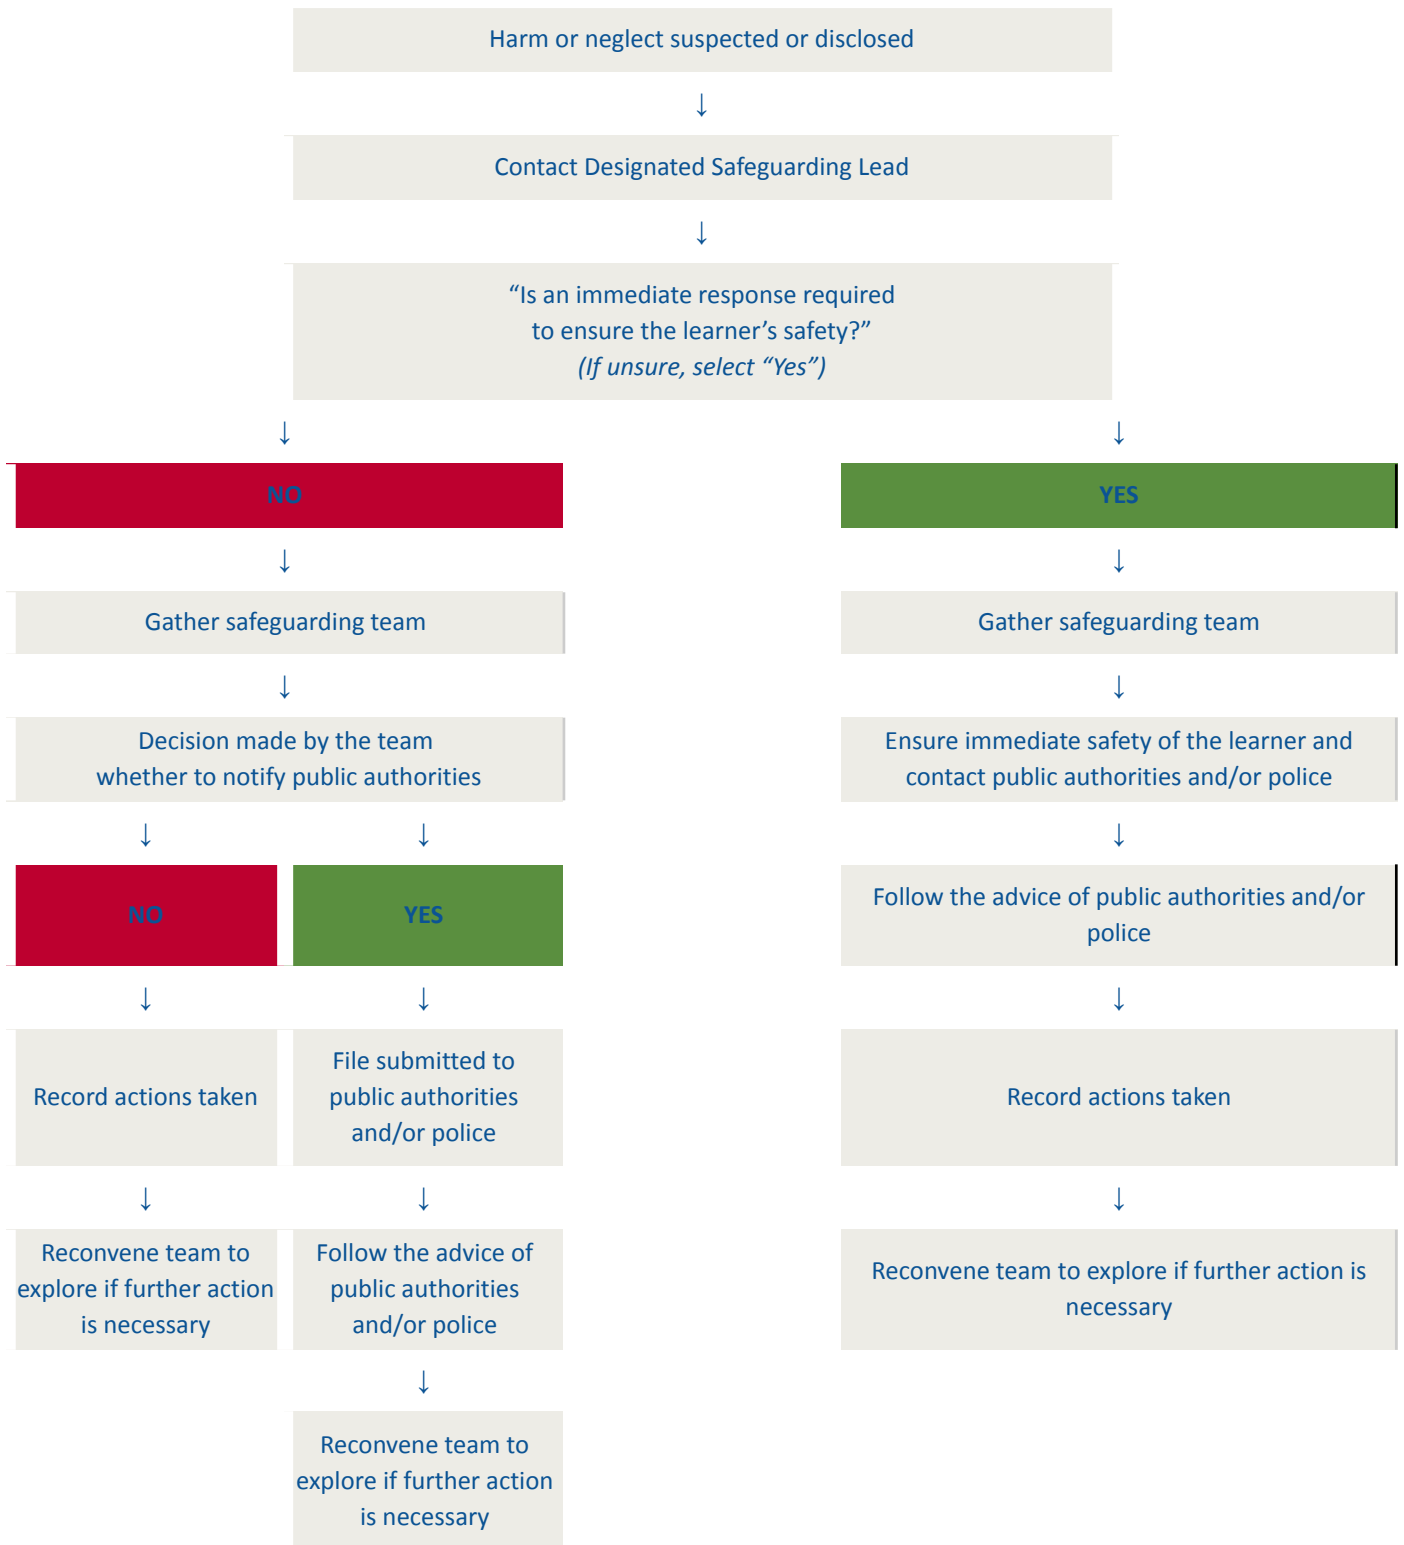 Harm or neglect suspected or disclosed
↓
Contact Designated Safeguarding Lead
↓
“Is an immediate response required
to ensure the learner’s safety?”
(If unsure, select “Yes”)
↓ ↓
NO
YES
↓ ↓
Gather safeguarding team
Gather safeguarding team
↓ ↓
Decision made by the team
whether to notify public authorities
Ensure immediate safety of the learner and
contact public authorities and/or police
↓ ↓ ↓
NO
YES
Follow the advice of public authorities and/or
police
↓ ↓ ↓
Record actions taken
File submitted to
public authorities
and/or police
Record actions taken
↓ ↓ ↓
Reconvene team to
explore if further action
is necessary
Follow the advice of
public authorities
and/or police
Reconvene team to explore if further action is
necessary
↓
Reconvene team to
explore if further action
is necessary